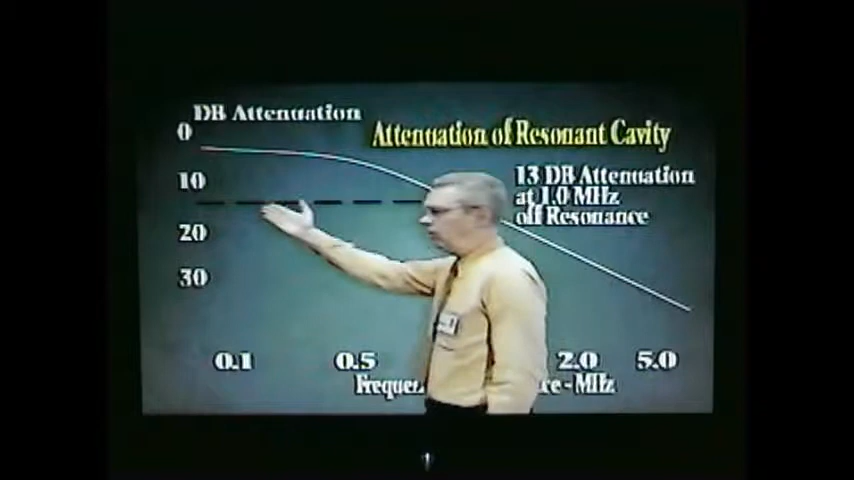 DB Attenuation
Attenuation of Resonant Cavity
0
10
20
30
13 DB Attenuation
at 1.0 MHz
off Resonance
0.1 0.5 2.0 5.0
MHz